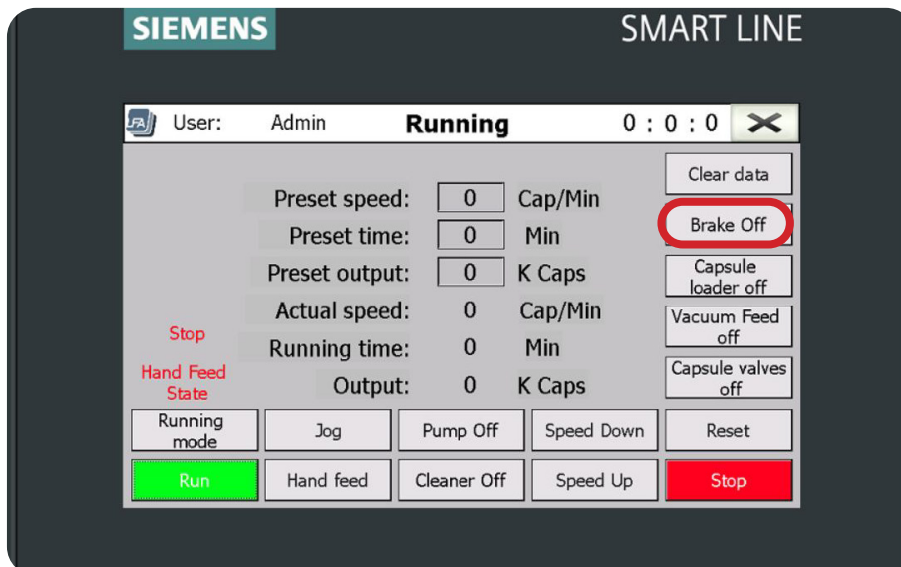 SIEMENS
SMART LINE
LFA
User:
Admin
Running
0 : 0 : 0
Clear data
Preset speed: 0 Cap/Min
Brake Off
Preset time: 0 Min
Preset output: 0 K Caps
Capsule
loader off
Actual speed: 0 Cap/Min
Vacuum Feed
off
Stop
Running time: 0 Min
Hand Feed
State
Capsule valves
off
Output: 0 K Caps
Running
mode
Jog
Pump Off
Speed Down
Reset
Run
Hand feed
Cleaner Off
Speed Up
Stop